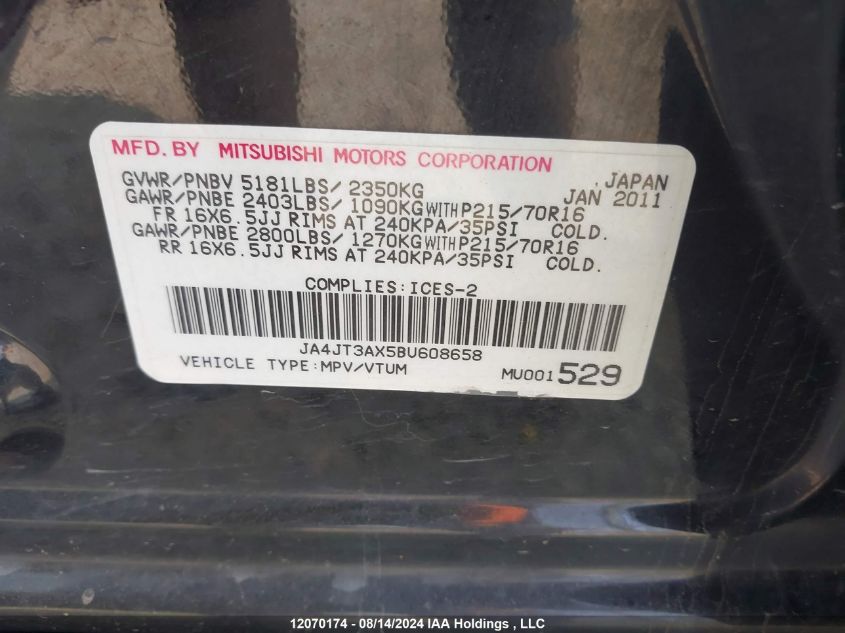 MFD. BY MITSUBISHI MOTORS CORPORATION
GVWR/PNBV 5181LBS/ 2350KG , JAPAN
GAWR/PNBE 2403LBS/ 1090KG WITH P215/70R16 JAN 2011
FR 16X6.5JJ RIMS AT 240KPA/35PSI COLD.
GAWR/PNBE 2800LBS/ 1270KG WITH P215/70R16
RR 16X6.5JJ RIMS AT 240KPA/35PSI COLD.
COMPLIES:ICES-2
JA4JT3AX5BU608658
VEHICLE TYPE:MPV/VTUM MU001529
12070174 - 08/14/2024 IAA Holdings , LLC